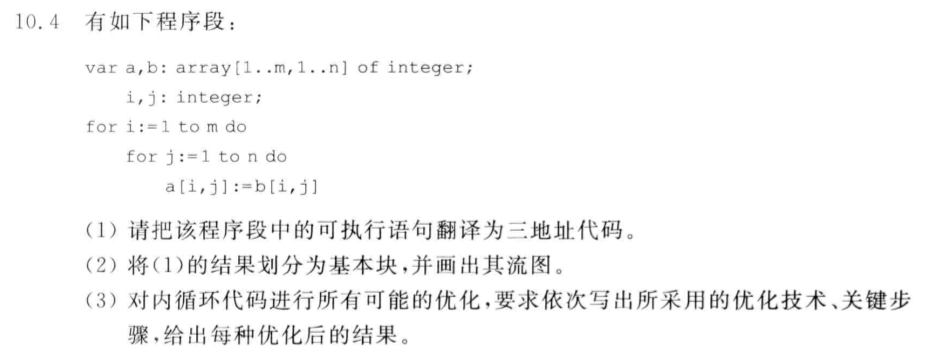 10.4 有如下程序段:
var a,b: array[1..m,1..n] of integer;
i,j: integer;
for i:=1 to m do
for j:=1 to n do
a[i,j]:=b[i,j]
(1) 请把该程序段中的可执行语句翻译为三地址代码。
(2) 将(1)的结果划分为基本块,并画出其流图。
(3) 对内循环代码进行所有可能的优化,要求依次写出所采用的优化技术、关键步
骤,给出每种优化后的结果。